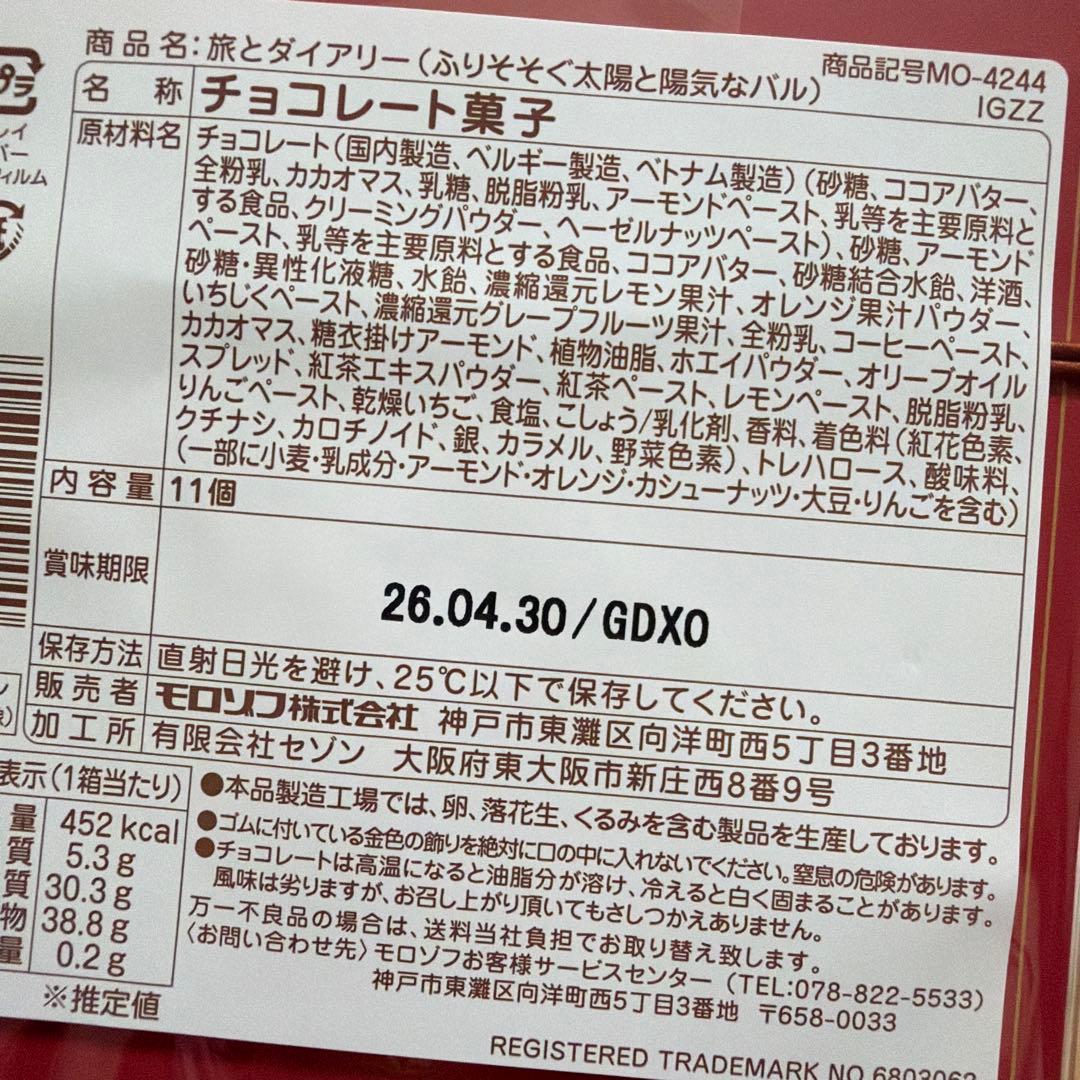 商品名：旅とダイアリー（ふりそそぐ太陽と陽気なバル）
商品記号MO-4244
IGZZ
名称 チョコレート菓子
原材料名 チョコレート（国内製造、ベルギー製造、ベトナム製造）（砂糖、ココアバター、
全粉乳、カカオマス、乳糖、脱脂粉乳、アーモンドペースト、乳等を主要原料と
する食品、クリーミングパウダー、ヘーゼルナッツペースト）、砂糖、アーモンド
ペースト、乳等を主要原料とする食品、ココアバター、砂糖結合水飴、洋酒、
砂糖・異性化液糖、水飴、濃縮還元レモン果汁、オレンジ果汁パウダー、
いちじくペースト、濃縮還元グレープフルーツ果汁、全粉乳、コーヒーペースト、
カカオマス、糖衣掛けアーモンド、植物油脂、ホエイパウダー、オリーブオイル
スプレッド、紅茶エキスパウダー、紅茶ペースト、レモンペースト、脱脂粉乳、
りんごペースト、乾燥いちご、食塩、こしょう/乳化剤、香料、着色料（紅花色素、
クチナシ、カロチノイド、銀、カラメル、野菜色素）、トレハロース、酸味料、
（一部に小麦・乳成分・アーモンド・オレンジ・カシューナッツ・大豆・りんごを含む）
内容量 11個
賞味期限 26.04.30/GDXO
保存方法 直射日光を避け、25℃以下で保存してください。
販売者 モロゾフ株式会社 神戸市東灘区向洋町西5丁目3番地
加工所 有限会社セゾン 大阪府東大阪市新庄西8番9号
プラ
ィルム
表示（1箱当たり）
量 452 kcal
質 5.3 g
質 30.3 g
物 38.8 g
量 0.2 g
※推定値
●本品製造工場では、卵、落花生、くるみを含む製品を生産しております。
●ゴムに付いている金色の飾りを絶対に口の中に入れないでください。窒息の危険があります。
●チョコレートは高温になると油脂分が溶け、冷えると白く固まることがあります。
風味は劣りますが、お召し上がり頂いてもさしつかえありません。
万一不良品の場合は、送料当社負担でお取り替え致します。
〈お問い合わせ先〉モロゾフお客様サービスセンター（TEL:078-822-5533）
神戸市東灘区向洋町西5丁目3番地 〒658-0033
REGISTERED TRADEMARK NO.6803062